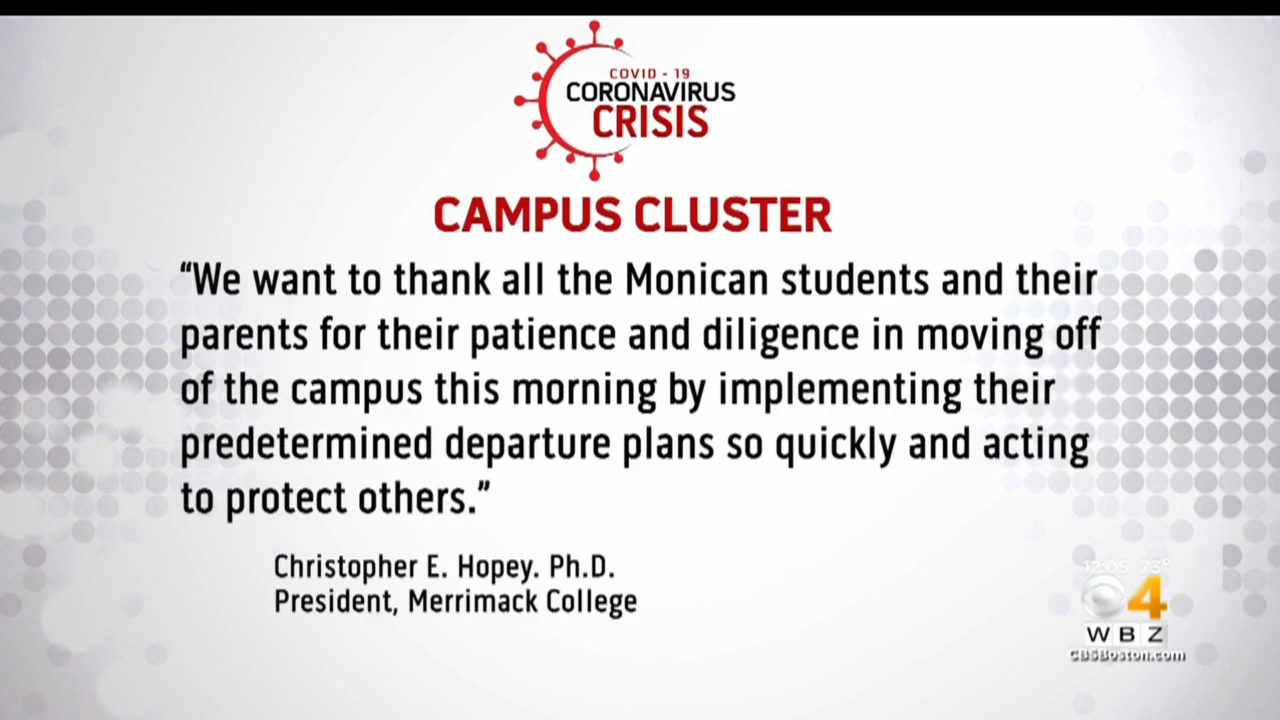 COVID - 19
CORONAVIRUS
CRISIS
CAMPUS CLUSTER
“We want to thank all the Monican students and their
parents for their patience and diligence in moving off
of the campus this morning by implementing their
predetermined departure plans so quickly and acting
to protect others.”
Christopher E. Hopey. Ph.D.
President, Merrimack College
12:05 73°
4
WBZ
CBSBoston.com